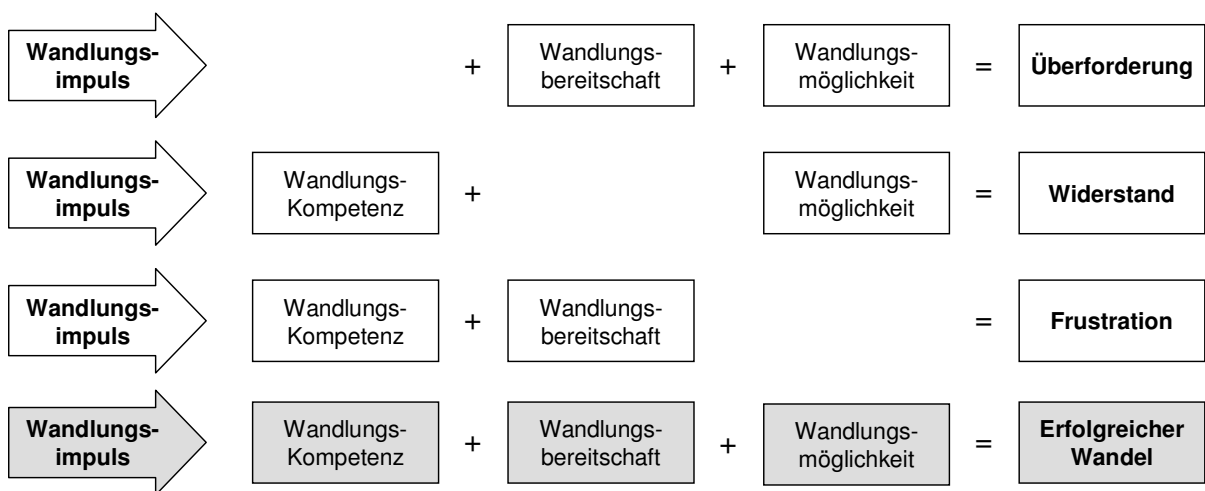 Wandlungs-
impuls
+
Wandlungs-
bereitschaft
+
Wandlungs-
möglichkeit
=
Überforderung
Wandlungs-
impuls
Wandlungs-
Kompetenz
+
Wandlungs-
möglichkeit
=
Widerstand
Wandlungs-
impuls
Wandlungs-
Kompetenz
+
Wandlungs-
bereitschaft
=
Frustration
Wandlungs-
impuls
Wandlungs-
Kompetenz
+
Wandlungs-
bereitschaft
+
Wandlungs-
möglichkeit
=
Erfolgreicher
Wandel